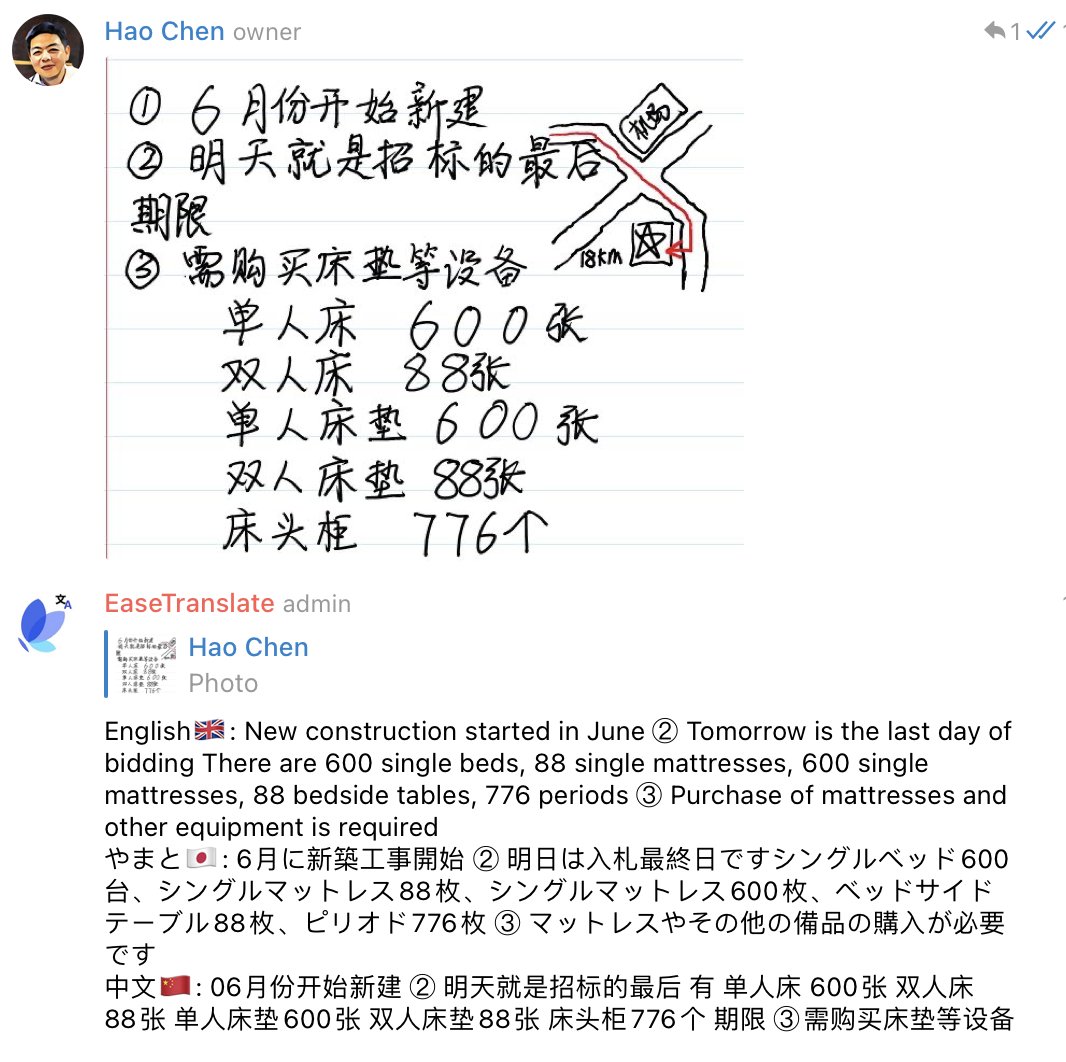 Hao Chen owner
1
① 6月份开始新建
② 明天就是招标的最后
期限
③ 需购买床垫等设备
单人床 600张
双人床 88张
单人床垫 600张
双人床垫 88张
床头柜 776个
机场
18km
文A
EaseTranslate admin
Hao Chen
Photo
English🇬🇧: New construction started in June ② Tomorrow is the last day of
bidding There are 600 single beds, 88 single mattresses, 600 single
mattresses, 88 bedside tables, 776 periods ③ Purchase of mattresses and
other equipment is required
やまと🇯🇵: 6月に新築工事開始 ② 明日は入札最終日ですシングルベッド600
台、シングルマットレス88枚、シングルマットレス600枚、ベッドサイド
テーブル88枚、ピリオド776枚 ③ マットレスやその他の備品の購入が必要
です
中文🇨🇳: 06月份开始新建 ② 明天就是招标的最后 有 单人床 600张 双人床
88张 单人床垫600张 双人床垫88张 床头柜776个 期限 ③需购买床垫等设备